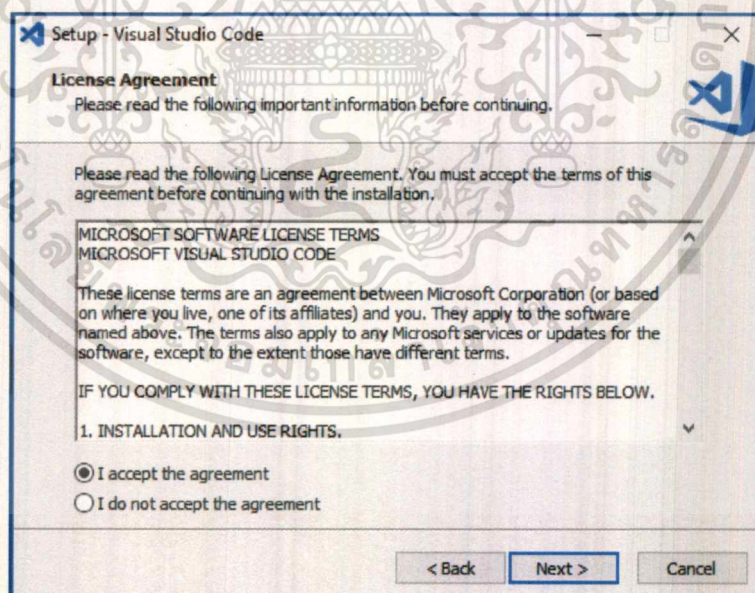 Setup - Visual Studio Code
License Agreement
Please read the following important information before continuing.
Please read the following License Agreement. You must accept the terms of this
agreement before continuing with the installation.
MICROSOFT SOFTWARE LICENSE TERMS
MICROSOFT VISUAL STUDIO CODE
These license terms are an agreement between Microsoft Corporation (or based
on where you live, one of its affiliates) and you. They apply to the software
named above. The terms also apply to any Microsoft services or updates for the
software, except to the extent those have different terms.
IF YOU COMPLY WITH THESE LICENSE TERMS, YOU HAVE THE RIGHTS BELOW.
1. INSTALLATION AND USE RIGHTS.
I accept the agreement
I do not accept the agreement
< Back
Next >
Cancel